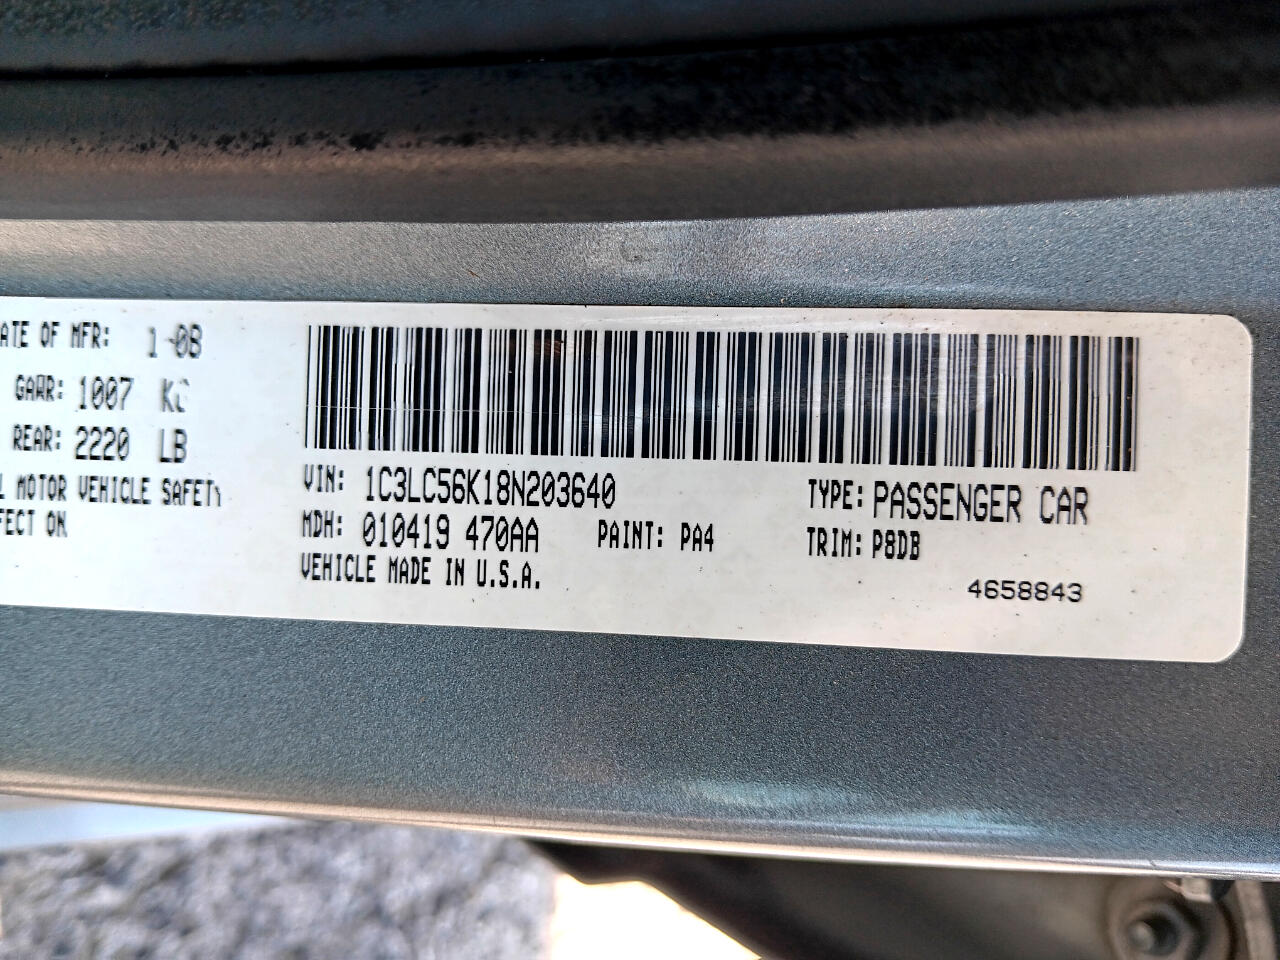 ATE OF MFR: 1-08
GAWR: 1007 KG
REAR: 2220 LB
L MOTOR VEHICLE SAFETY
FECT ON
VIN: 1C3LC56K18N203640
TYPE: PASSENGER CAR
MDH: 010419 470AA PAINT: PA4 TRIM: P8DB
VEHICLE MADE IN U.S.A.
4658843